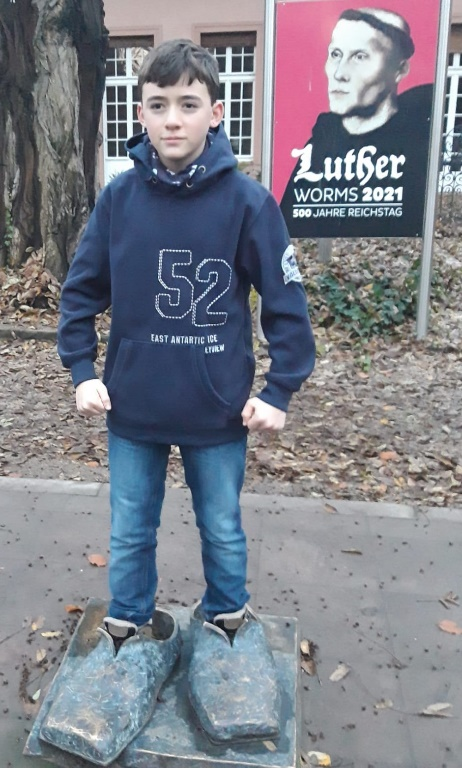 Luther
WORMS 2021
500 JAHRE REICHSTAG
52
EAST ANTARTIC ICE